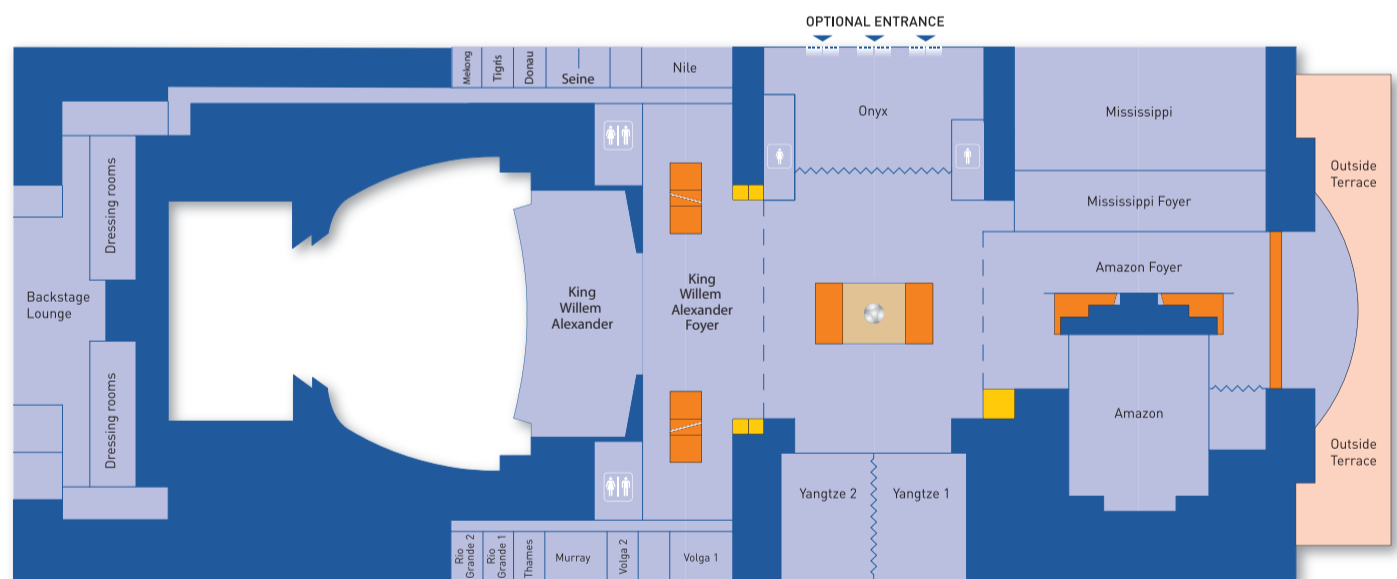 OPTIONAL ENTRANCE
Mekong
Tigris
Donau
Seine
Nile
Onyx
Mississippi
Outside
Terrace
Mississippi Foyer
Dressing rooms
Amazon Foyer
Backstage
Lounge
King
Willem
Alexander
King
Willem
Alexander
Foyer
Dressing rooms
Amazon
Outside
Terrace
Yangtze 2
Yangtze 1
Rio
Grande 2
Rio
Grande 1
Thames
Murray
Volga 2
Volga 1